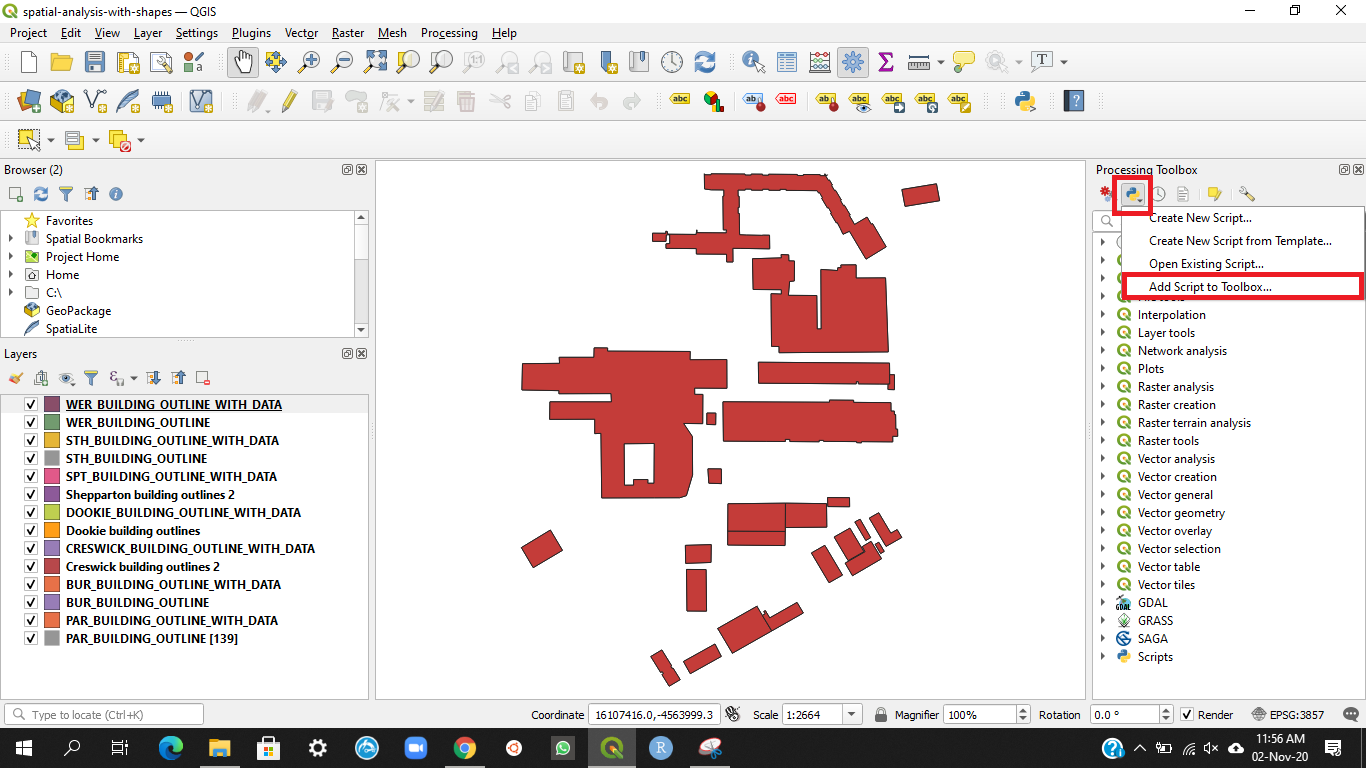 spatial-analysis-with-shapes — QGIS
Project Edit View Layer Settings Plugins Vector Raster Mesh Processing Help
Browser (2)
Favorites
Spatial Bookmarks
Project Home
Home
C:\
GeoPackage
SpatiaLite
Layers
WER_BUILDING_OUTLINE_WITH_DATA
WER_BUILDING_OUTLINE
STH_BUILDING_OUTLINE_WITH_DATA
STH_BUILDING_OUTLINE
SPT_BUILDING_OUTLINE_WITH_DATA
Shepparton building outlines 2
DOOKIE_BUILDING_OUTLINE_WITH_DATA
Dookie building outlines
CRESWICK_BUILDING_OUTLINE_WITH_DATA
Creswick building outlines 2
BUR_BUILDING_OUTLINE_WITH_DATA
BUR_BUILDING_OUTLINE
PAR_BUILDING_OUTLINE_WITH_DATA
PAR_BUILDING_OUTLINE [139]
Processing Toolbox
Create New Script...
Create New Script from Template...
Open Existing Script...
Add Script to Toolbox...
Interpolation
Layer tools
Network analysis
Plots
Raster analysis
Raster creation
Raster terrain analysis
Raster tools
Vector analysis
Vector creation
Vector general
Vector geometry
Vector overlay
Vector selection
Vector table
Vector tiles
GDAL
GRASS
SAGA
Scripts
Type to locate (Ctrl+K) Coordinate 16107416.0,-4563999.3 Scale 1:2664 Magnifier 100% Rotation 0.0 ° Render EPSG:3857
11:56 AM
02-Nov-20